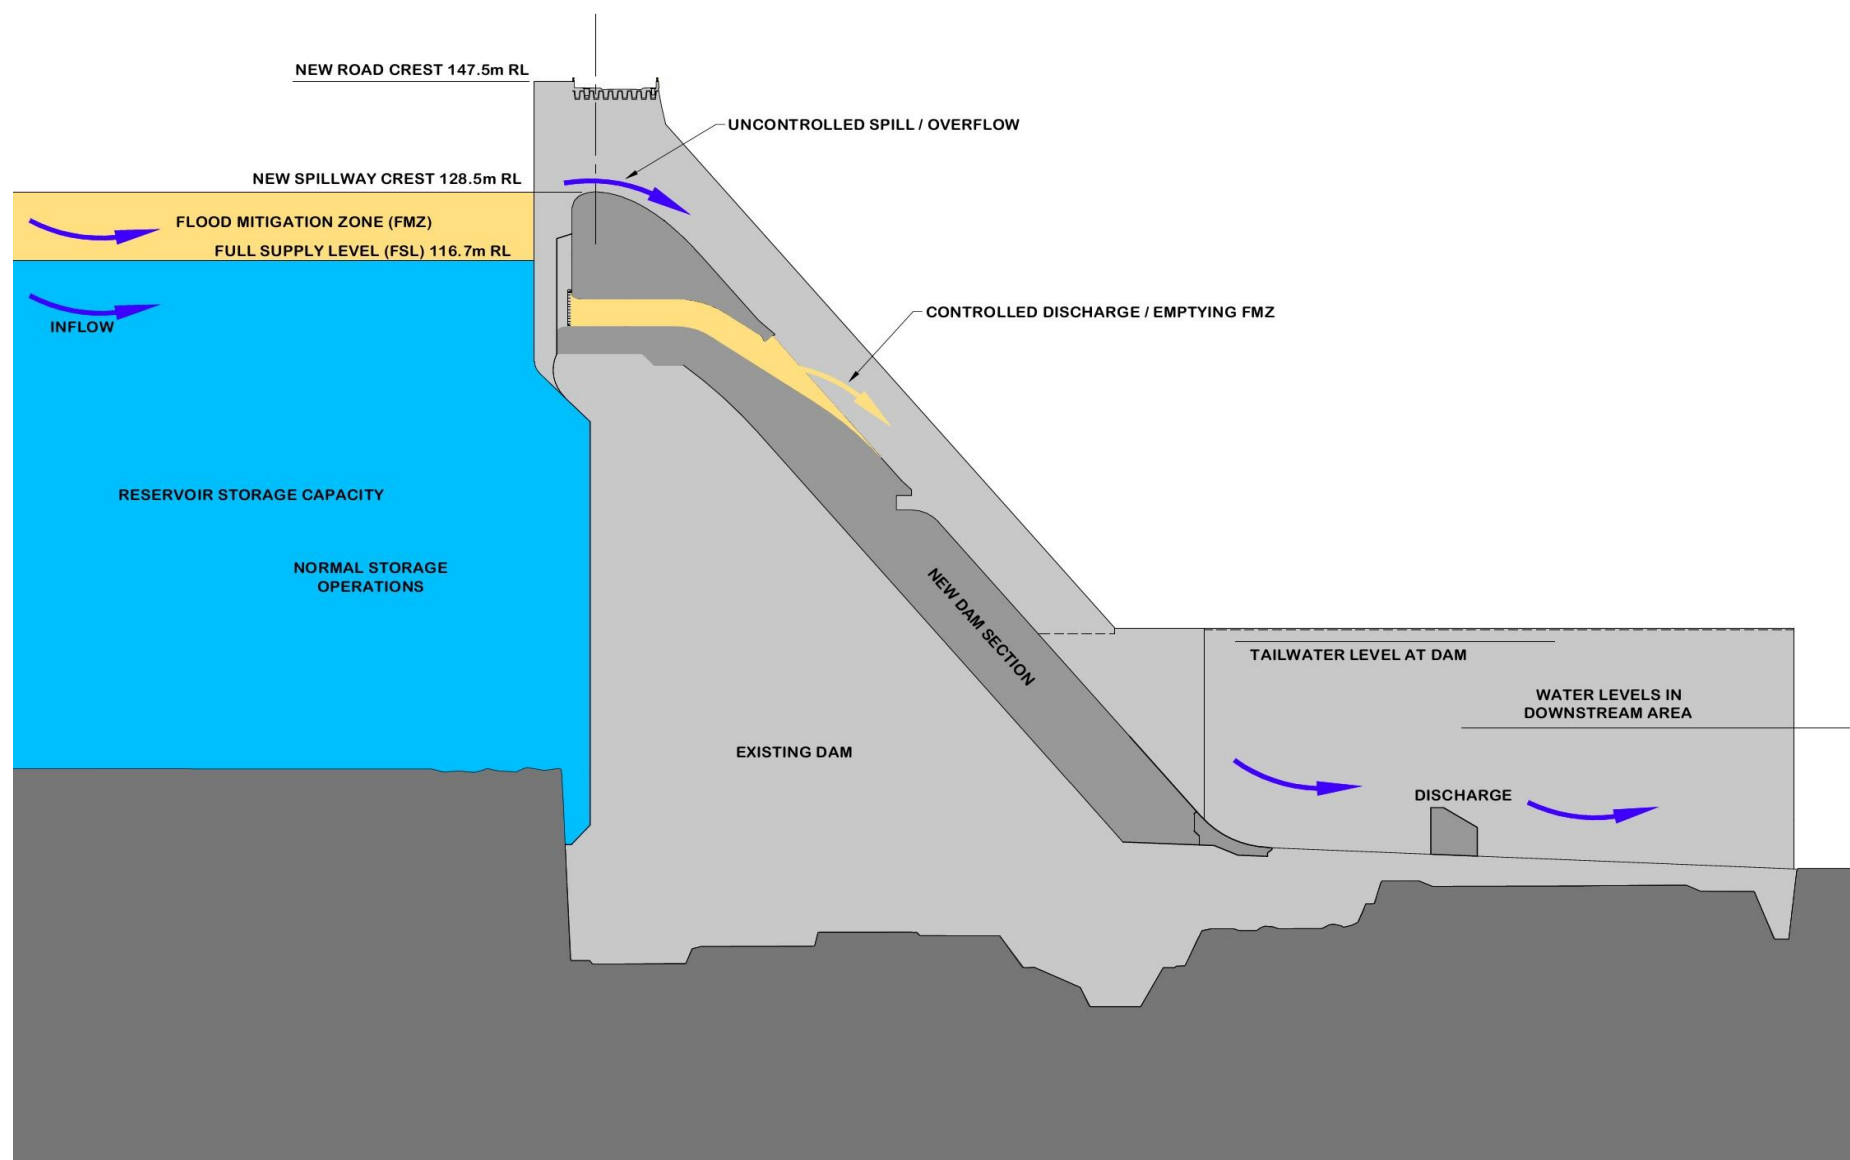 NEW ROAD CREST 147.5m RL
UNCONTROLLED SPILL / OVERFLOW
NEW SPILLWAY CREST 128.5m RL
FLOOD MITIGATION ZONE (FMZ)
FULL SUPPLY LEVEL (FSL) 116.7m RL
INFLOW
CONTROLLED DISCHARGE / EMPTYING FMZ
RESERVOIR STORAGE CAPACITY
NORMAL STORAGE
OPERATIONS
NEW DAM SECTION
TAILWATER LEVEL AT DAM
WATER LEVELS IN
DOWNSTREAM AREA
EXISTING DAM
DISCHARGE